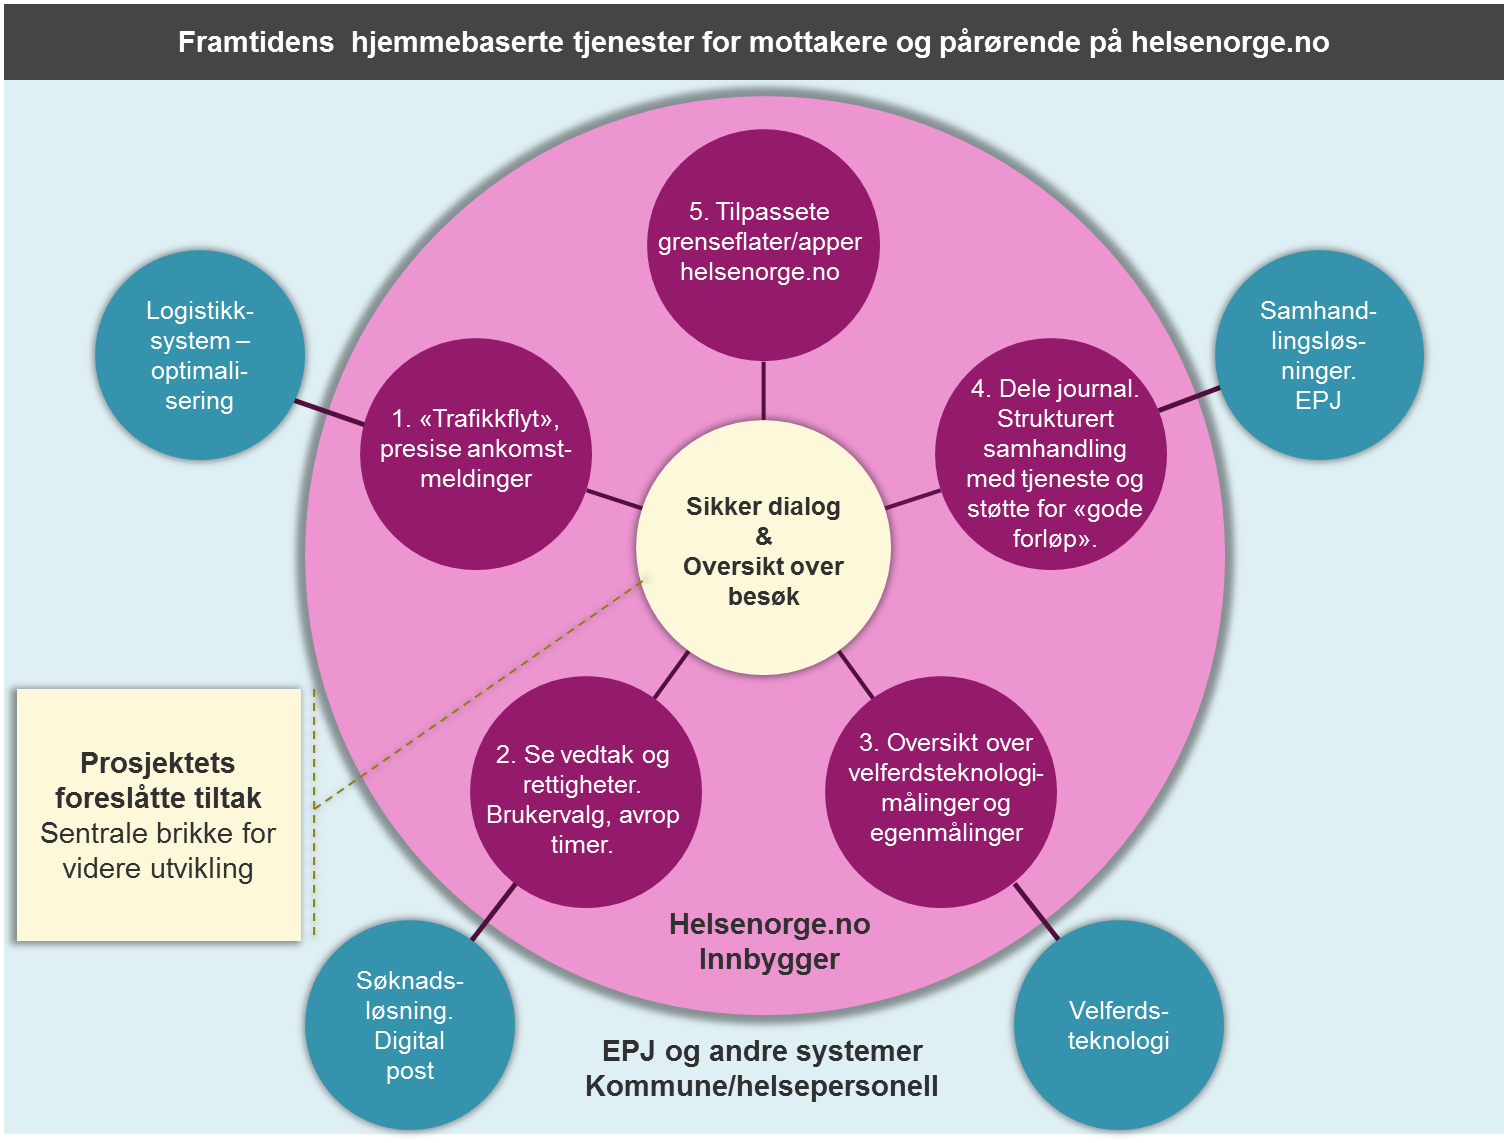 Framtidens  hjemmebaserte tjenester for mottakere og pårørende på helsenorge.no
5. Tilpassete
grenseflater/apper
helsenorge.no
Logistikk-
system –
optimali-
sering
Samhand-
lingsløs-
ninger.
EPJ
1. «Trafikkflyt»,
presise ankomst-
meldinger
4. Dele journal.
Strukturert
samhandling
med tjeneste og
støtte for «gode
forløp».
Sikker dialog
&
Oversikt over
besøk
Prosjektets
foreslåtte tiltak
Sentrale brikke for
videre utvikling
2. Se vedtak og
rettigheter.
Brukervalg, avrop
timer.
3. Oversikt over
velferdsteknologi-
målinger og
egenmålinger
Helsenorge.no
Innbygger
Søknads-
løsning.
Digital
post
Velferds-
teknologi
EPJ og andre systemer
Kommune/helsepersonell